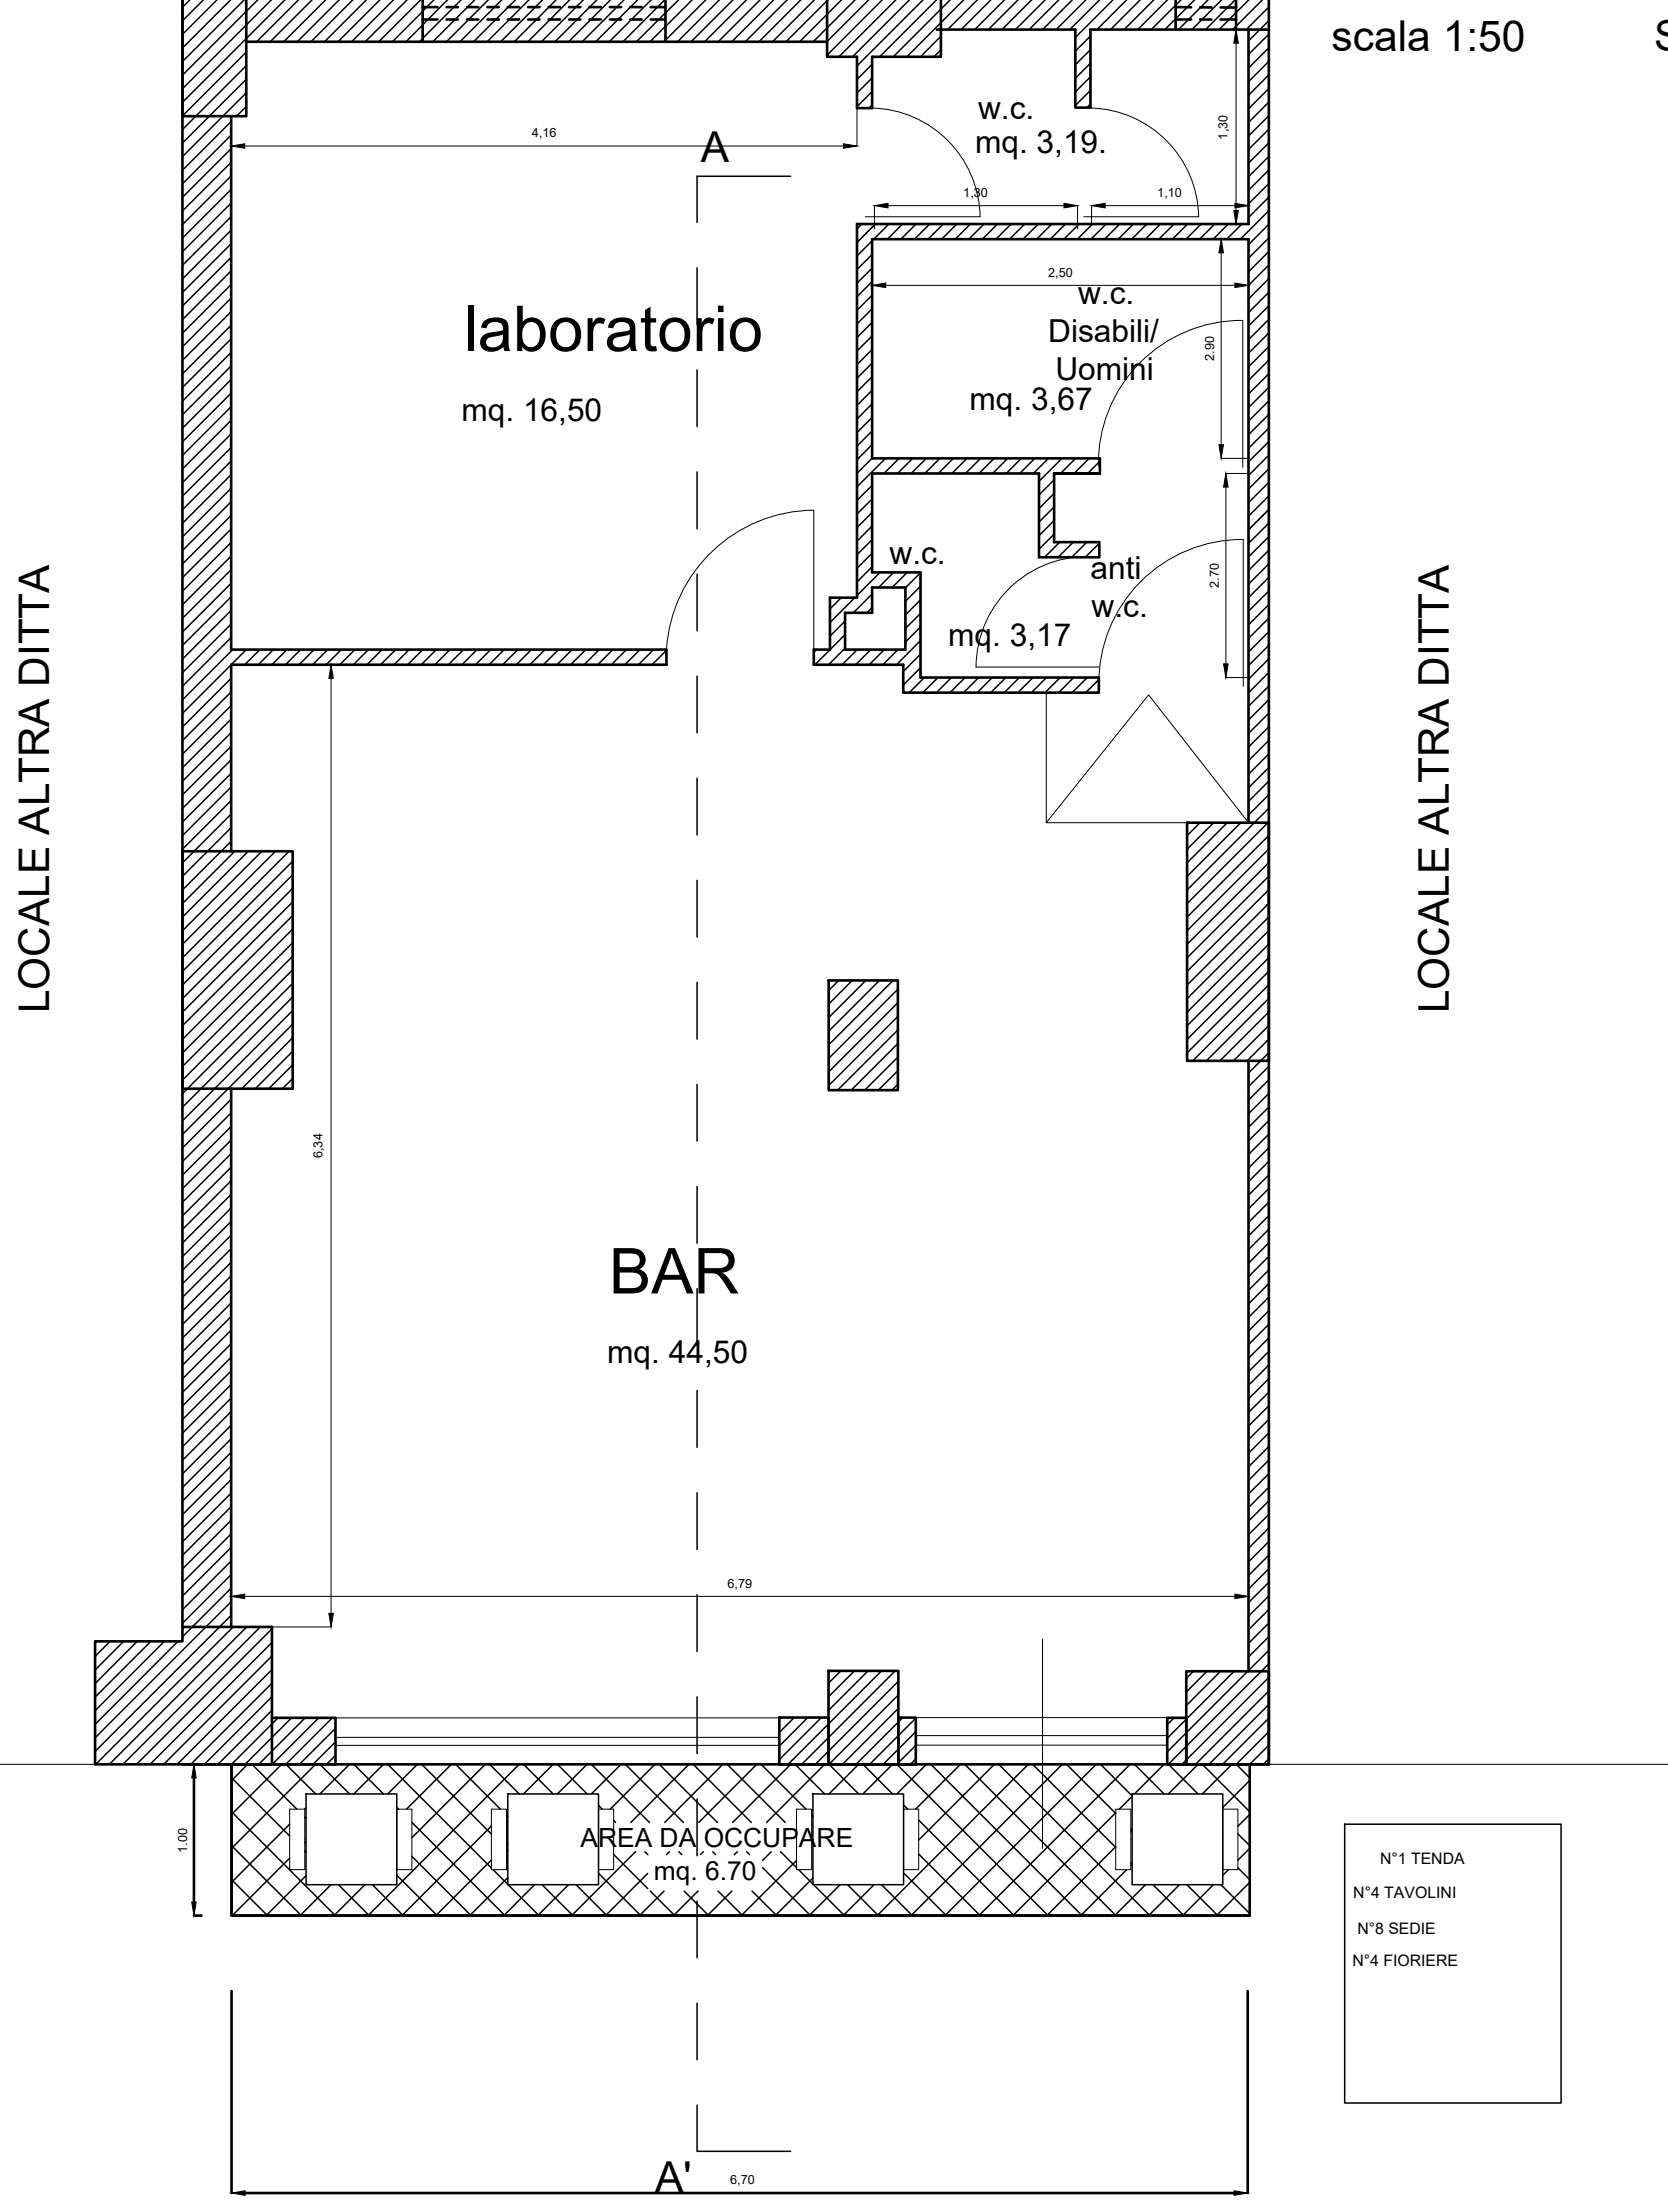 scala 1:50
4,16
A
w.c.
mq. 3,19.
1,30
1,30
1,10
2,50
w.c.
Disabili/
Uomini
mq. 3,67
2.90
laboratorio
mq. 16,50
w.c.
anti
w.c.
mq. 3,17
2.70
LOCALE ALTRA DITTA
LOCALE ALTRA DITTA
6,34
BAR
mq. 44,50
6,79
1.00
AREA DA OCCUPARE
mq. 6.70
N°1 TENDA
N°4 TAVOLINI
N°8 SEDIE
N°4 FIORIERE
A'
6,70